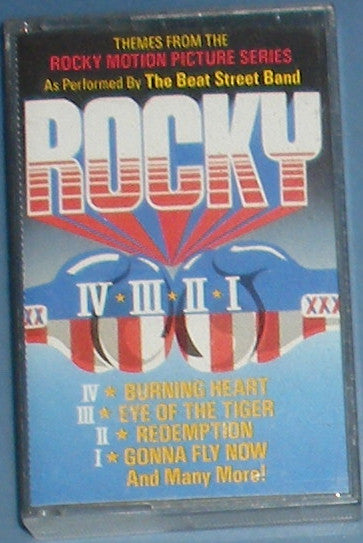 THEMES FROM THE
ROCKY MOTION PICTURE SERIES
As Performed By The Beat Street Band
ROCKY
IV ★ III ★ II ★ I
XX
XXX
IV ★ BURNING HEART
III ★ EYE OF THE TIGER
II ★ REDEMPTION
I ★ GONNA FLY NOW
And Many More!